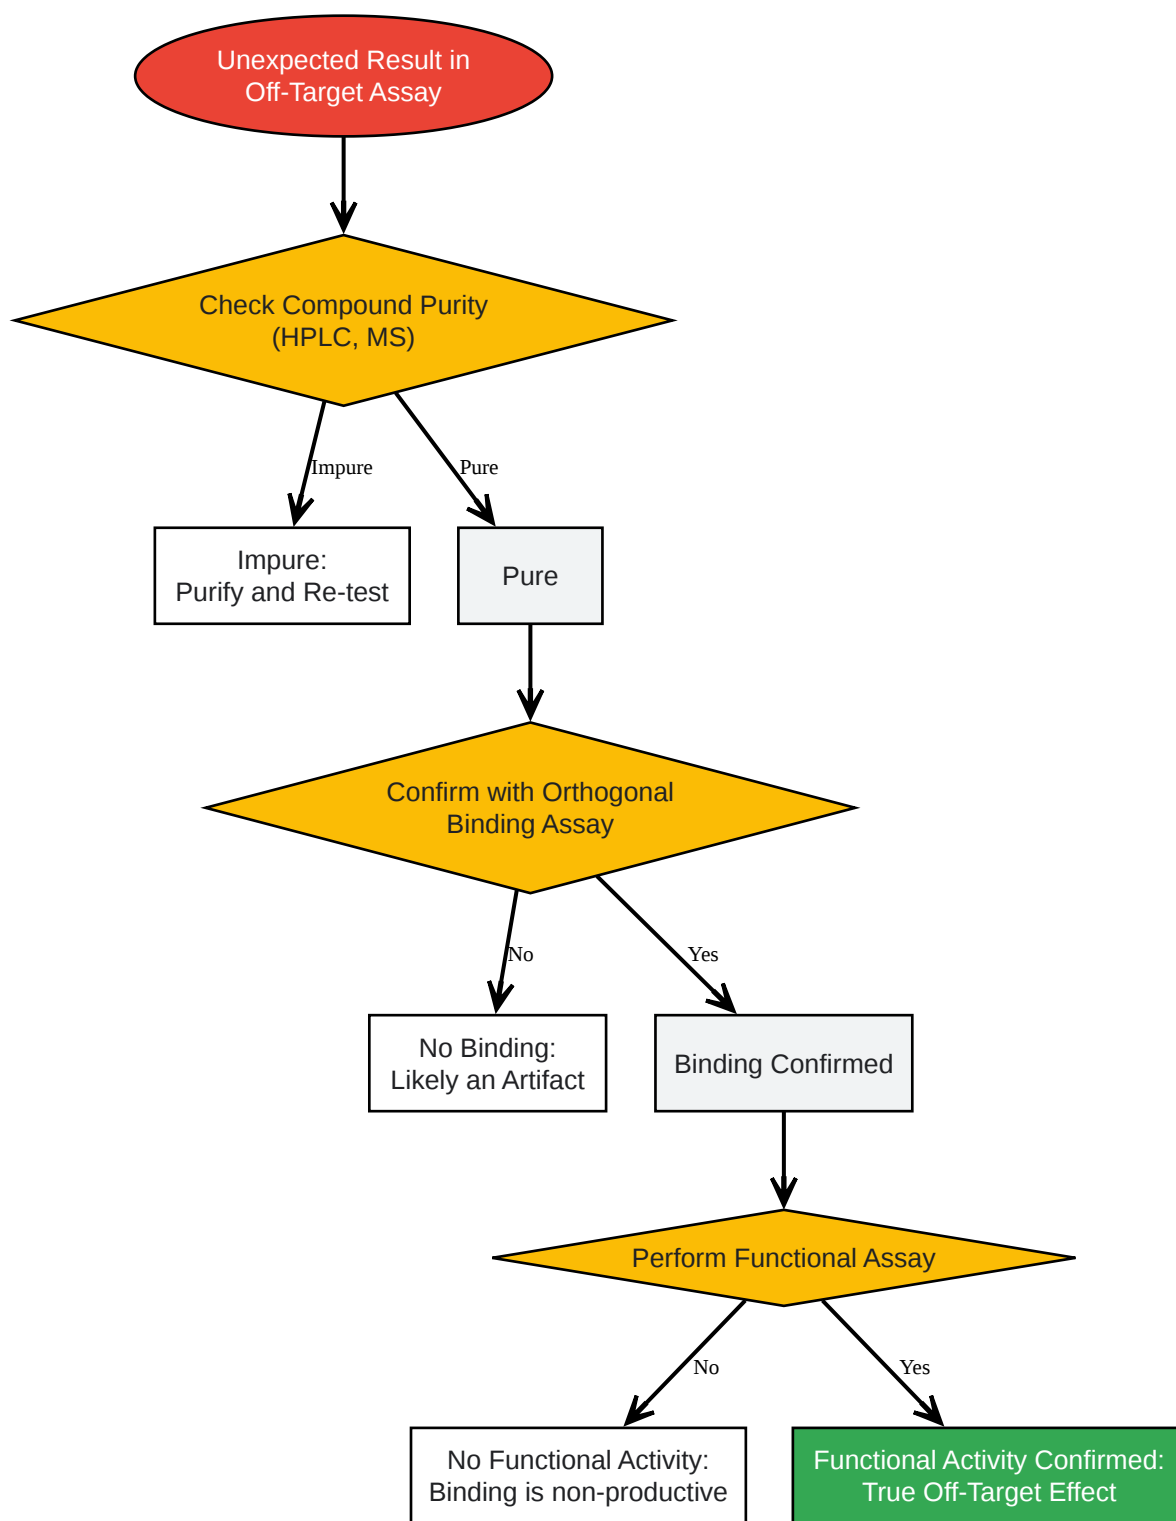 Unexpected Result in
Off-Target Assay
Check Compound Purity
(HPLC, MS)
Impure
Pure
Impure:
Purify and Re-test
Pure
Confirm with Orthogonal
Binding Assay
No
Yes
No Binding:
Likely an Artifact
Binding Confirmed
Perform Functional Assay
No
Yes
No Functional Activity:
Binding is non-productive
Functional Activity Confirmed:
True Off-Target Effect